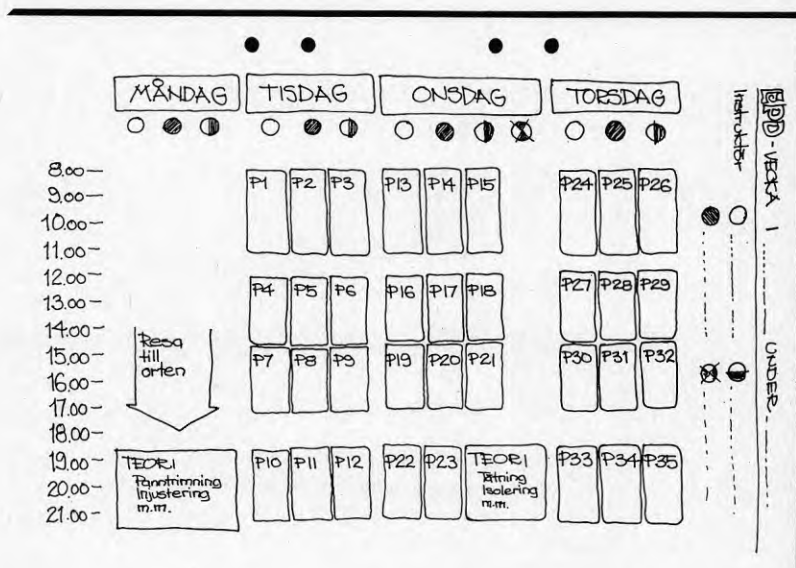 MÅNDAG TISDAG ONSDAG TORSDAG
8.00
9.00
10.00
11.00
12.00
13.00
14.00
15.00
16.00
17.00
18.00
19.00
20.00
21.00
P1 P2 P3 P13 P14 P15 P24 P25 P26
P4 P5 P6 P16 P17 P18 P27 P28 P29
Resa
till
orten
P7 P8 P9 P19 P20 P21 P30 P31 P32
TEORI
Panntrimning
Injustering
m.m.
P10 P11 P12 P22 P23
TEORI
Tätning
Isolering
m.m.
P33 P34 P35
EPD-VECKA 1 UNDER
Instruktör